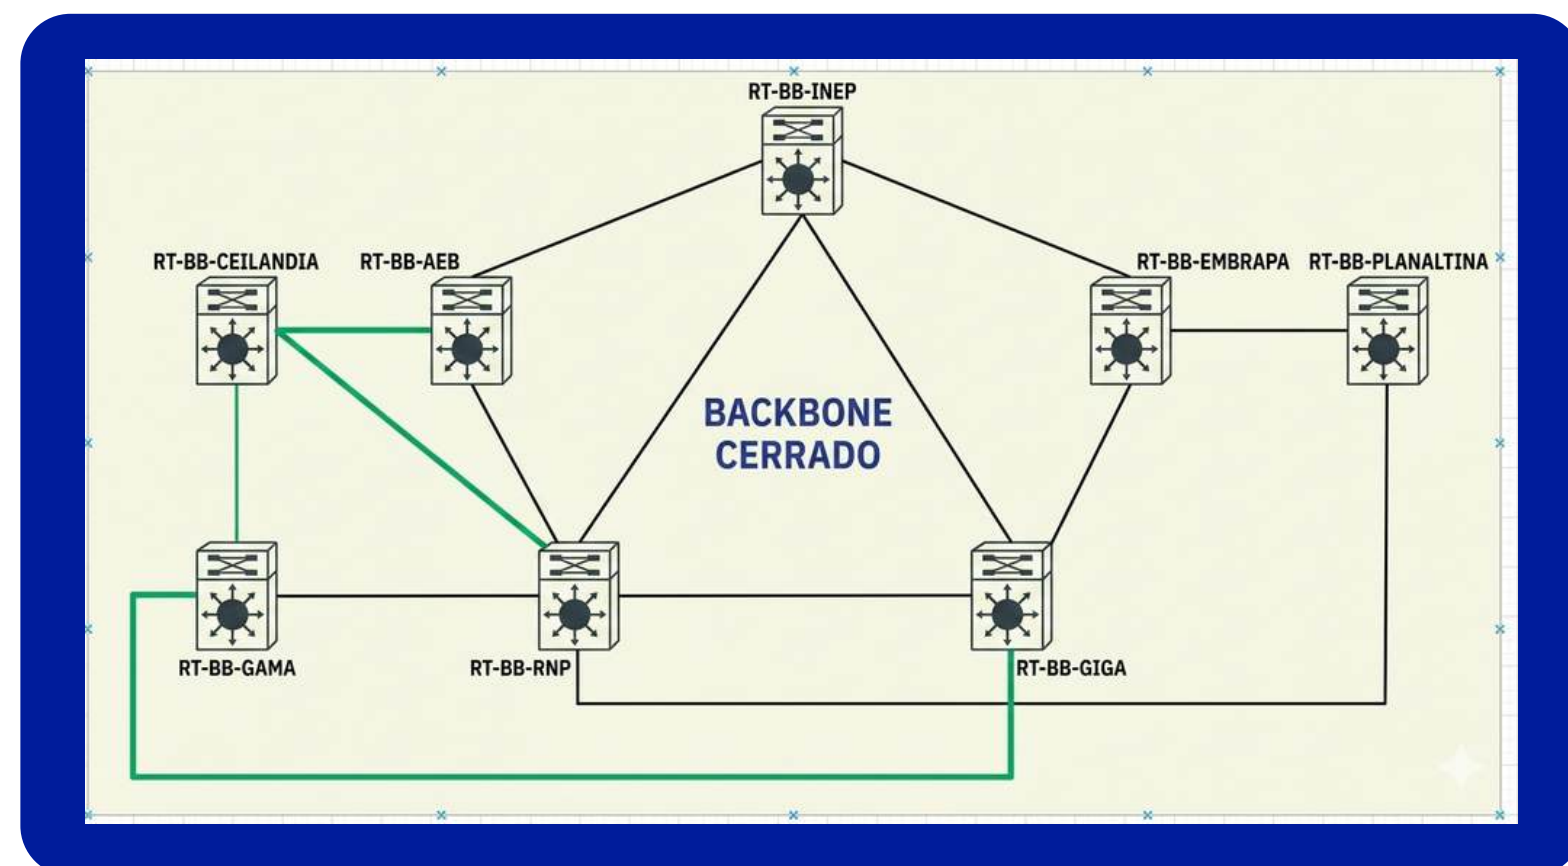 RT-BB-INEP
RT-BB-CEILANDIA
RT-BB-AEB
RT-BB-EMBRAPA
RT-BB-PLANALTINA
BACKBONE
CERRADO
RT-BB-GAMA
RT-BB-RNP
RT-BB-GIGA